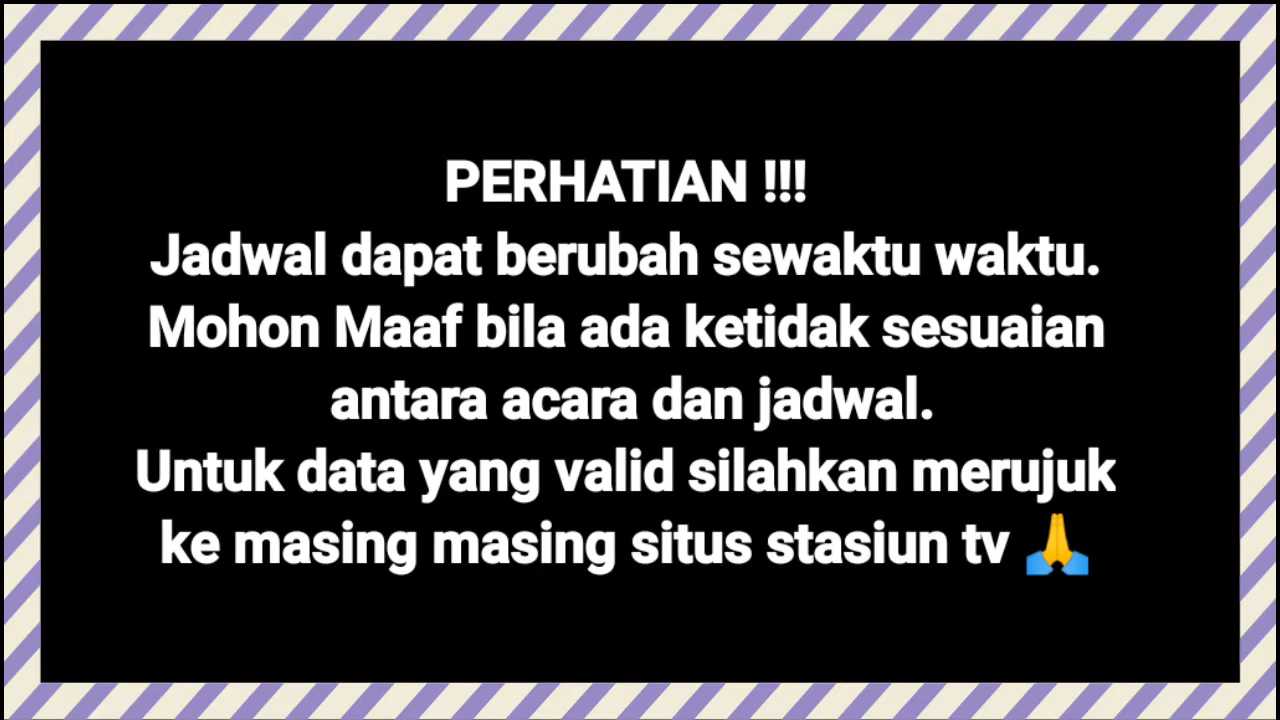 PERHATIAN !!!
Jadwal dapat berubah sewaktu waktu.
Mohon Maaf bila ada ketidak sesuaian
antara acara dan jadwal.
Untuk data yang valid silahkan merujuk
ke masing masing situs stasiun tv 🙏